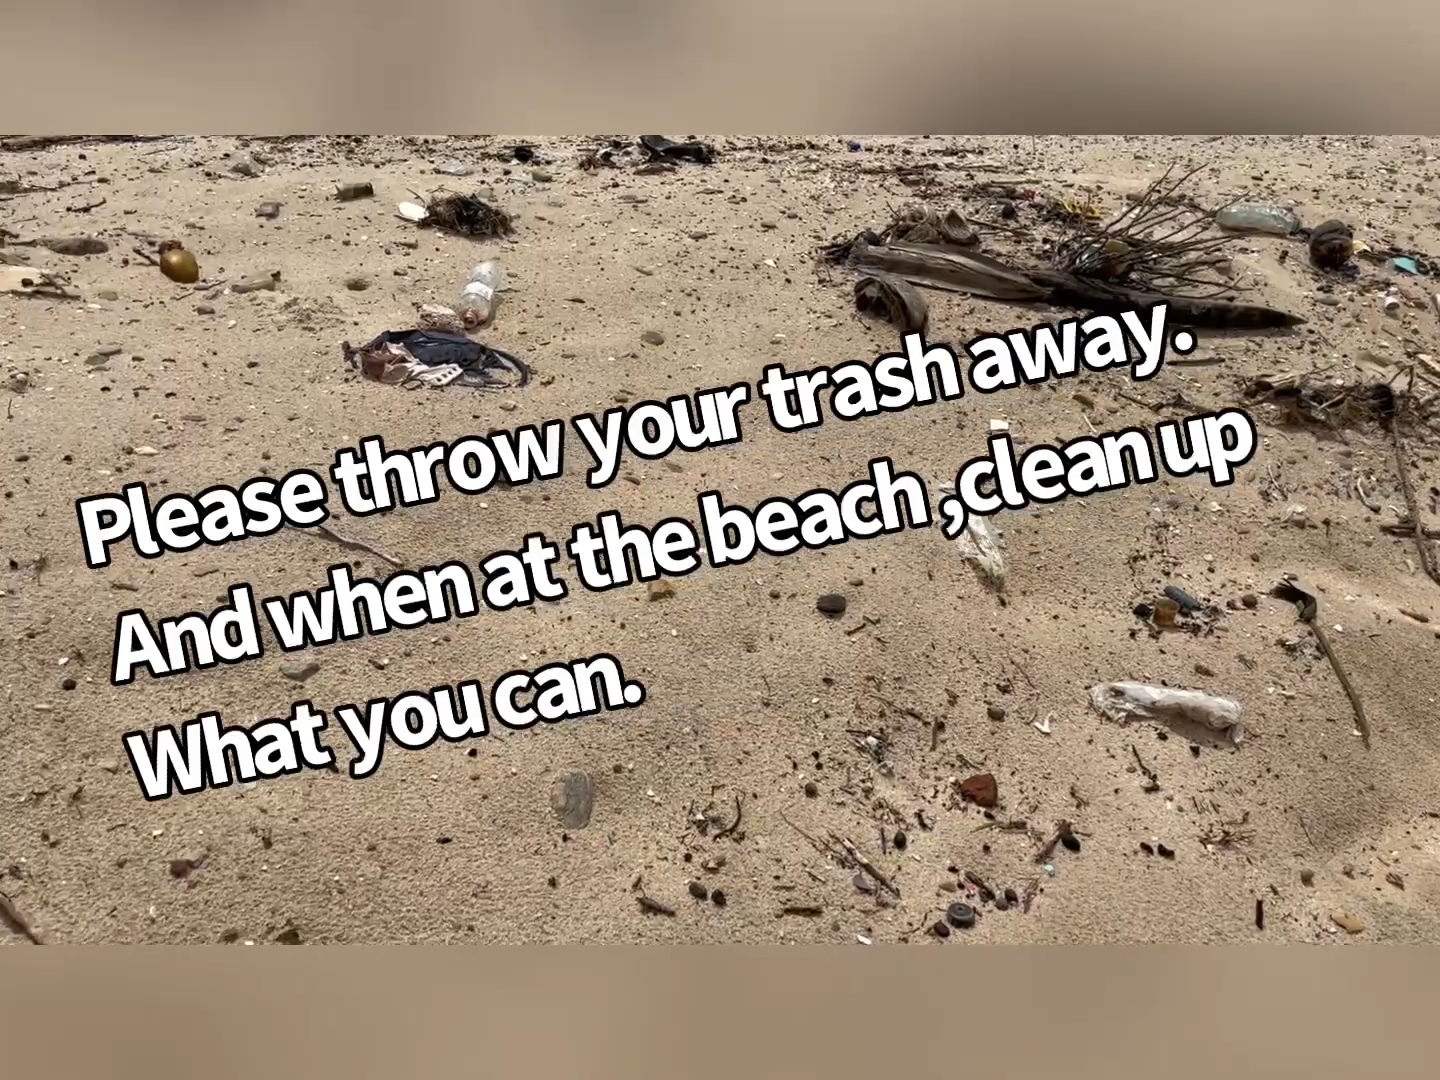 Please throw your trash away.
And when at the beach ,clean up
What you can.